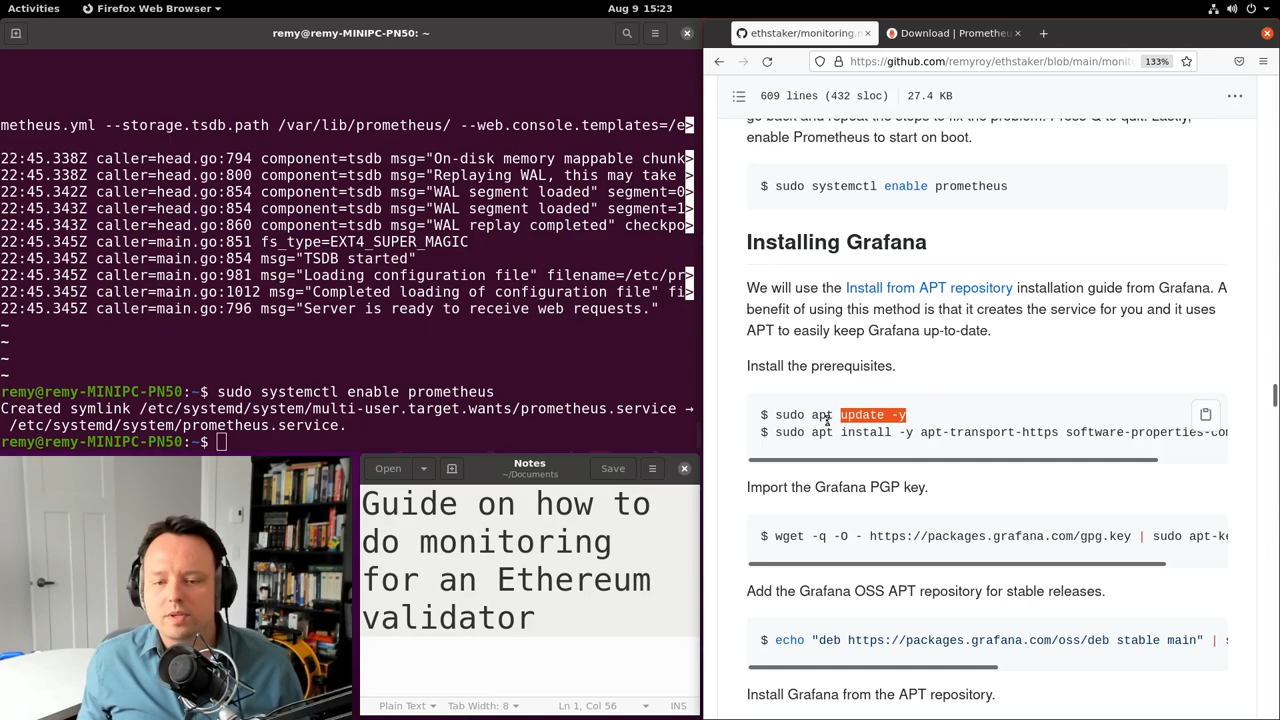 Activities
Firefox Web Browser
Aug 9 15:23
remy@remy-MINIPC-PN50: ~
metheus.yml --storage.tsdb.path /var/lib/prometheus/ --web.console.templates=/e>
22:45.338Z caller=head.go:794 component=tsdb msg="On-disk memory mappable chunk>
22:45.338Z caller=head.go:800 component=tsdb msg="Replaying WAL, this may take >
22:45.342Z caller=head.go:854 component=tsdb msg="WAL segment loaded" segment=0>
22:45.343Z caller=head.go:854 component=tsdb msg="WAL segment loaded" segment=1>
22:45.343Z caller=head.go:860 component=tsdb msg="WAL replay completed" checkpo>
22:45.345Z caller=main.go:851 fs_type=EXT4_SUPER_MAGIC
22:45.345Z caller=main.go:854 msg="TSDB started"
22:45.345Z caller=main.go:981 msg="Loading configuration file" filename=/etc/pr>
22:45.345Z caller=main.go:1012 msg="Completed loading of configuration file" fi>
22:45.345Z caller=main.go:796 msg="Server is ready to receive web requests."
~
~
~
~
remy@remy-MINIPC-PN50:~$ sudo systemctl enable prometheus
Created symlink /etc/systemd/system/multi-user.target.wants/prometheus.service →
/etc/systemd/system/prometheus.service.
remy@remy-MINIPC-PN50:~$
Open
Notes
~/Documents
Save
Guide on how to
do monitoring
for an Ethereum
validator
Plain Text
Tab Width: 8
Ln 1, Col 56
INS
ethstaker/monitoring.m
Download | Prometheu
https://github.com/remyroy/ethstaker/blob/main/monit
133%
609 lines (432 sloc)
27.4 KB
go back and repeat the steps to fix the problem. Press Q to quit. Lastly,
enable Prometheus to start on boot.
$ sudo systemctl enable prometheus
Installing Grafana
We will use the Install from APT repository installation guide from Grafana. A
benefit of using this method is that it creates the service for you and it uses
APT to easily keep Grafana up-to-date.
Install the prerequisites.
$ sudo apt update -y
$ sudo apt install -y apt-transport-https software-properties-con
Import the Grafana PGP key.
$ wget -q -O - https://packages.grafana.com/gpg.key | sudo apt-ke
Add the Grafana OSS APT repository for stable releases.
$ echo "deb https://packages.grafana.com/oss/deb stable main" | s
Install Grafana from the APT repository.